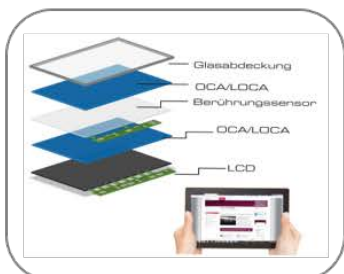 Glasabdeckung
OCA/LOCA
Berührungssensor
OCA/LOCA
LCD